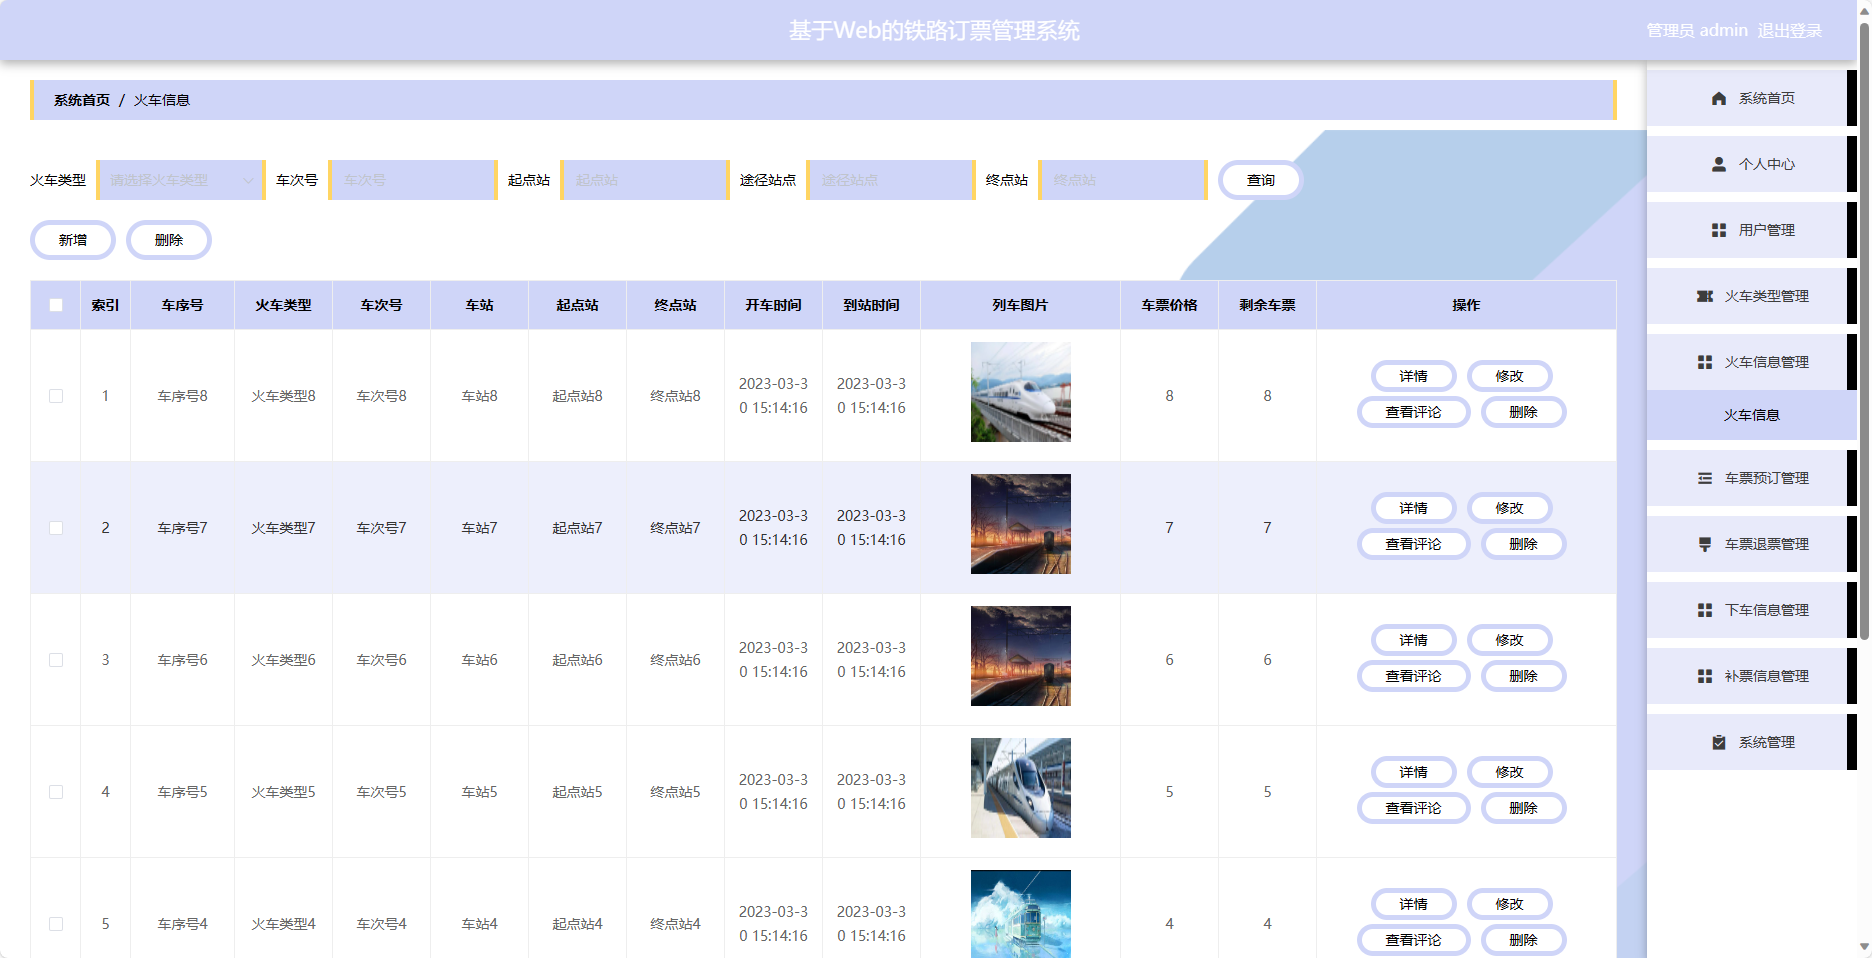 基于Web的铁路订票管理系统
管理员 admin 退出登录
系统首页 / 火车信息
火车类型 请选择火车类型 车次号 车次号 起点站 起点站 途径站点 途径站点 终点站 终点站 查询
新增 删除
索引 车序号 火车类型 车次号 车站 起点站 终点站 开车时间 到站时间 列车图片 车票价格 剩余车票 操作
1 车序号8 火车类型8 车次号8 车站8 起点站8 终点站8 2023-03-3 2023-03-3 8 8 详情 修改
0 15:14:16 0 15:14:16 查看评论 删除
2 车序号7 火车类型7 车次号7 车站7 起点站7 终点站7 2023-03-3 2023-03-3 7 7 详情 修改
0 15:14:16 0 15:14:16 查看评论 删除
3 车序号6 火车类型6 车次号6 车站6 起点站6 终点站6 2023-03-3 2023-03-3 6 6 详情 修改
0 15:14:16 0 15:14:16 查看评论 删除
4 车序号5 火车类型5 车次号5 车站5 起点站5 终点站5 2023-03-3 2023-03-3 5 5 详情 修改
0 15:14:16 0 15:14:16 查看评论 删除
5 车序号4 火车类型4 车次号4 车站4 起点站4 终点站4 2023-03-3 2023-03-3 4 4 详情 修改
0 15:14:16 0 15:14:16 查看评论 删除
系统首页
个人中心
用户管理
火车类型管理
火车信息管理
火车信息
车票预订管理
车票退票管理
下车信息管理
补票信息管理
系统管理